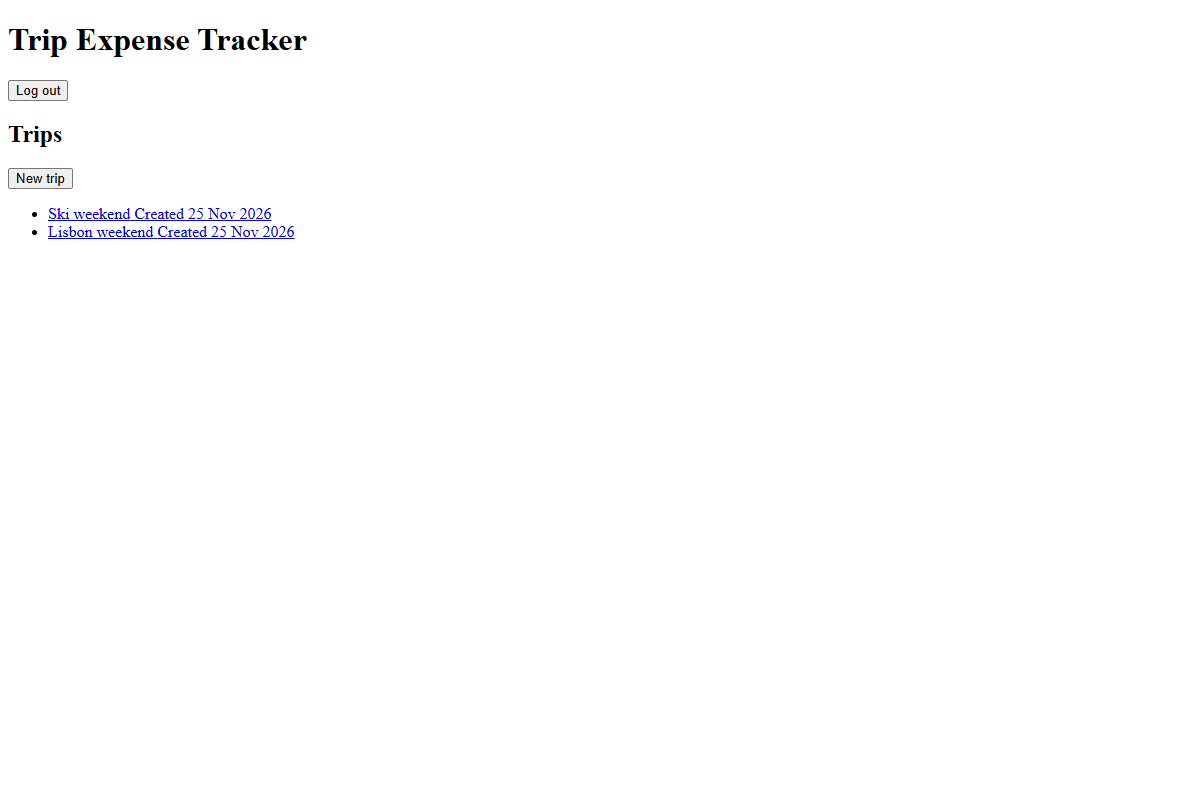 Trip Expense Tracker
Log out
Trips
New trip
Ski weekend Created 25 Nov 2026
Lisbon weekend Created 25 Nov 2026